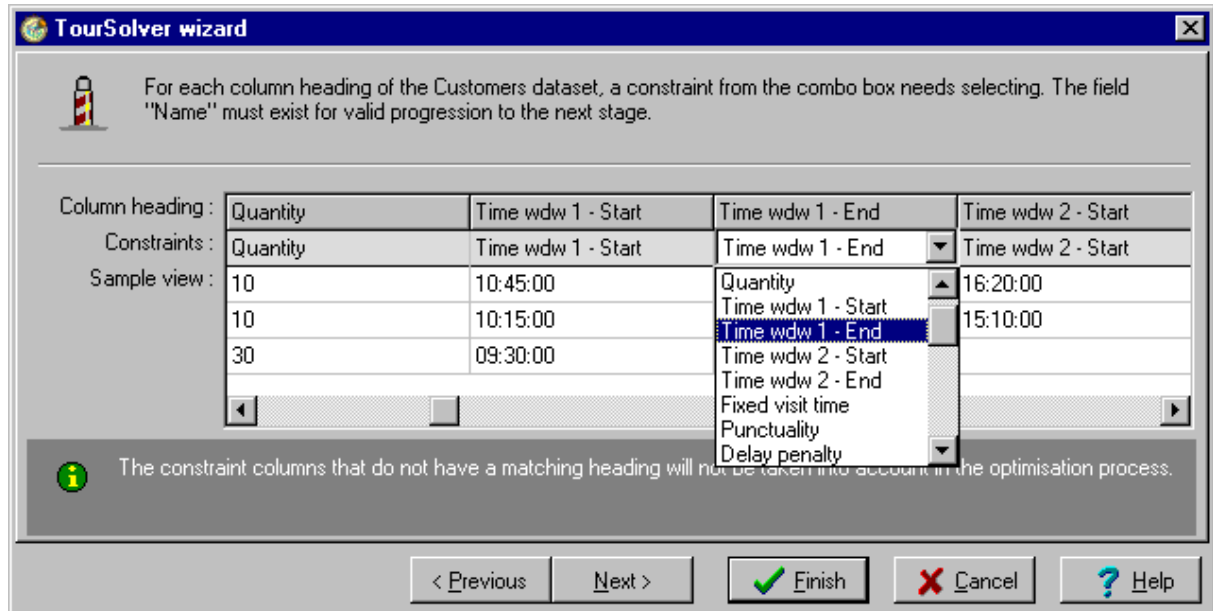 TourSolver wizard
For each column heading of the Customers dataset, a constraint from the combo box needs selecting. The field
"Name" must exist for valid progression to the next stage.
Column heading : Quantity Time wdw 1 - Start Time wdw 1 - End Time wdw 2 - Start
Constraints : Quantity Time wdw 1 - Start Time wdw 1 - End Time wdw 2 - Start
Sample view : 10 10:45:00 16:20:00
10 10:15:00 15:10:00
30 09:30:00
Quantity
Time wdw 1 - Start
Time wdw 1 - End
Time wdw 2 - Start
Time wdw 2 - End
Fixed visit time
Punctuality
Delay penalty
The constraint columns that do not have a matching heading will not be taken into account in the optimisation process.
< Previous Next > Finish Cancel Help